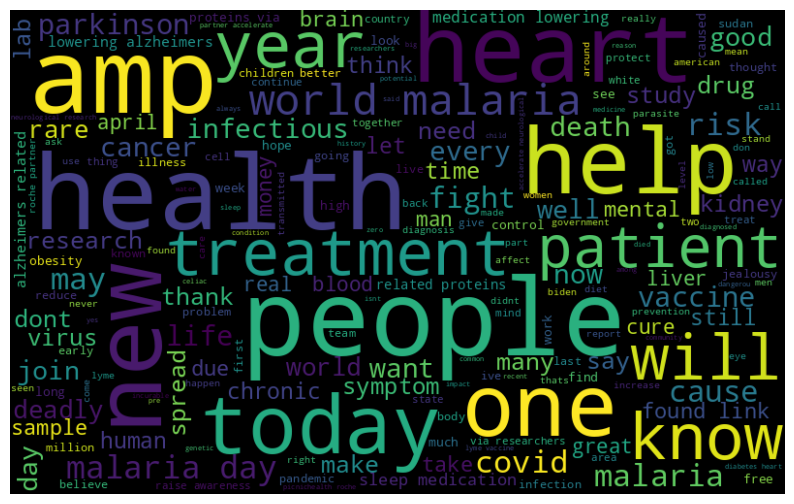 lab parkinson proteins via brain country medication lowering really sudan
partner accelerate researchers
lowering alzheimers look around reason mean caused thought
amp year heart good
children better think protect american
continue white drug
world malaria see study parasite
rare april infectious need death risk call
together medicine
cancer let every stand
ask use thing hope going got don
roche partner illness cell live time help way
health money fight level low called
alzheimers related week back well mental women kidney
transmitted high man give made control government two
sleep history child diagnosis part zero treat
research found known treatment affect patient died diagnosed
obesity care condition liver jealousy
may real blood related proteins now men
reduce celiac isnt didnt diet vaccine dangerous
never thank problem mind biden prevention still
dont yes team people cure
virus early new life first work report
join due world want many last say eye will
seen lyme happen ive thats find increase
long come spread chronic symptom common cause
deadly state impact recent found link
sample pre body
million human today much one via researchers great know
genetic right area
day malaria day make take covid lyme vaccine diabetes heart
believe raise awareness pandemic sleep medication infection malaria free